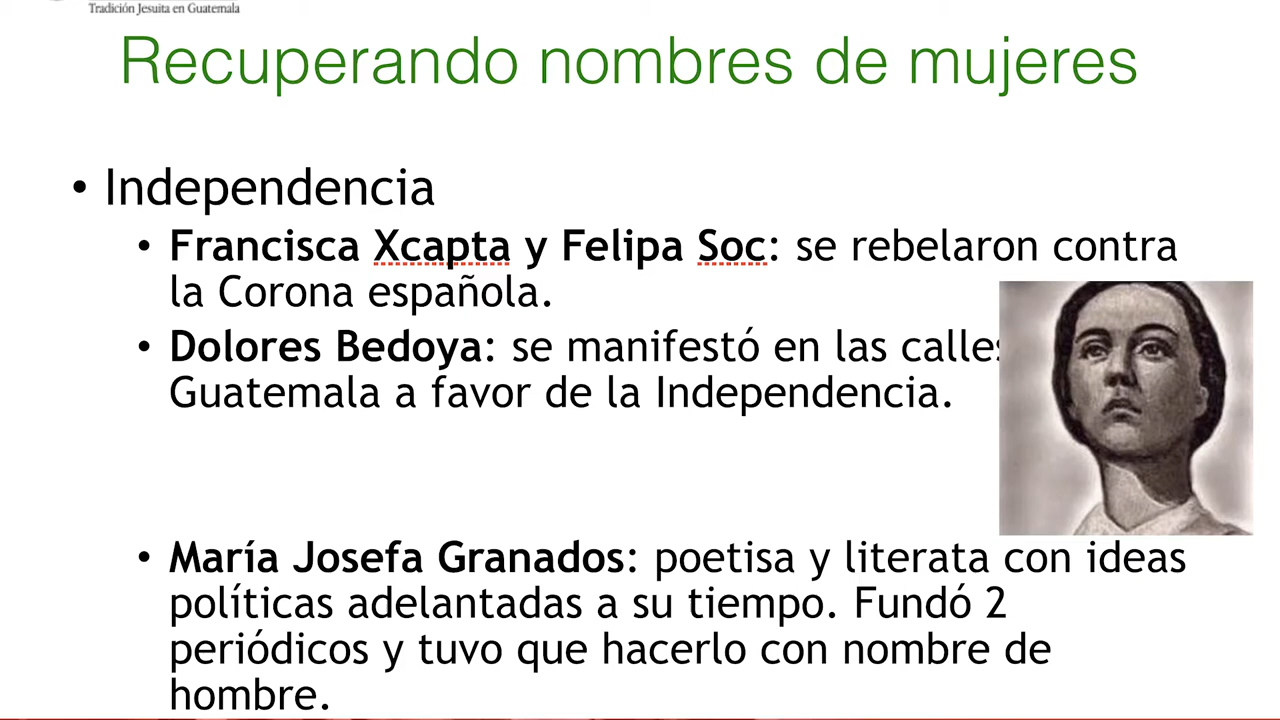 Tradición Jesuita en Guatemala
Recuperando nombres de mujeres
• Independencia
• Francisca Xcapta y Felipa Soc: se rebelaron contra
la Corona española.
• Dolores Bedoya: se manifestó en las calles
Guatemala a favor de la Independencia.
• María Josefa Granados: poetisa y literata con ideas
políticas adelantadas a su tiempo. Fundó 2
periódicos y tuvo que hacerlo con nombre de
hombre.